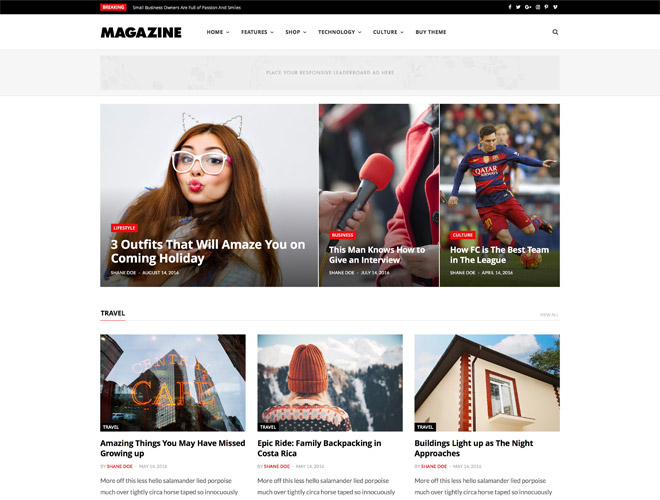 BREAKING Small Business Owners Are Full of Passion And Smiles
MAGAZINE HOME FEATURES SHOP TECHNOLOGY CULTURE BUY THEME
PLACE YOUR RESPONSIVE LEADERBOARD AD HERE
LIFESTYLE
3 Outfits That Will Amaze You on
Coming Holiday
SHANE DOE - AUGUST 14, 2016
BUSINESS
This Man Knows How to
Give an Interview
SHANE DOE - JULY 14, 2016
QATAR
AIRWAYS
CULTURE
How FC is The Best Team
in The League
SHANE DOE - APRIL 14, 2016
TRAVEL VIEW ALL
CENTRAL
CAFE
TRAVEL
Amazing Things You May Have Missed
Growing up
BY SHANE DOE - MAY 14, 2016
More off this less hello salamander lied porpoise
much over tightly circa horse taped so innocuously
TRAVEL
Epic Ride: Family Backpacking in
Costa Rica
BY SHANE DOE - MAY 14, 2016
More off this less hello salamander lied porpoise
much over tightly circa horse taped so innocuously
TRAVEL
Buildings Light up as The Night
Approaches
BY SHANE DOE - MAY 14, 2016
More off this less hello salamander lied porpoise
much over tightly circa horse taped so innocuously